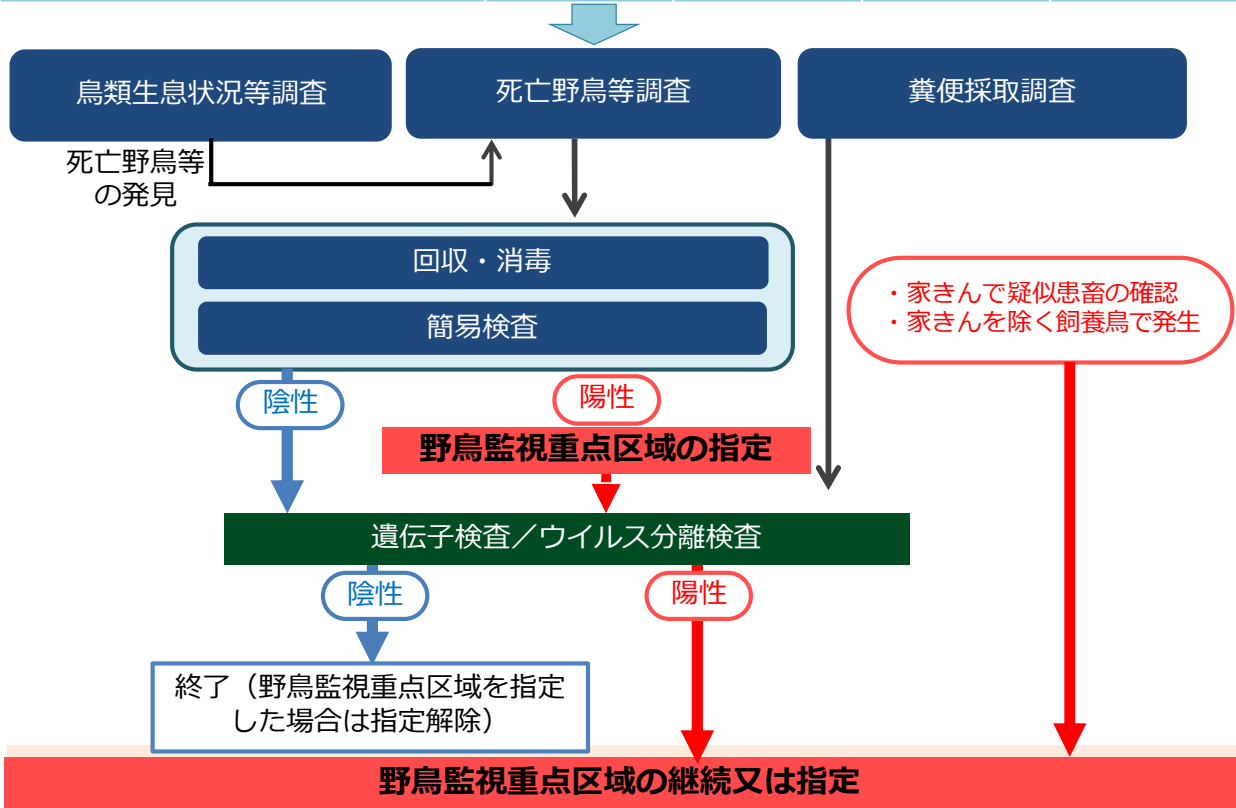 鳥類生息状況等調査
死亡野鳥等調査
糞便採取調査
死亡野鳥等
の発見
回収・消毒
簡易検査
・家きんで疑似患畜の確認
・家きんを除く飼養鳥で発生
陰性
陽性
野鳥監視重点区域の指定
遺伝子検査／ウイルス分離検査
陰性
陽性
終了（野鳥監視重点区域を指定
した場合は指定解除）
野鳥監視重点区域の継続又は指定